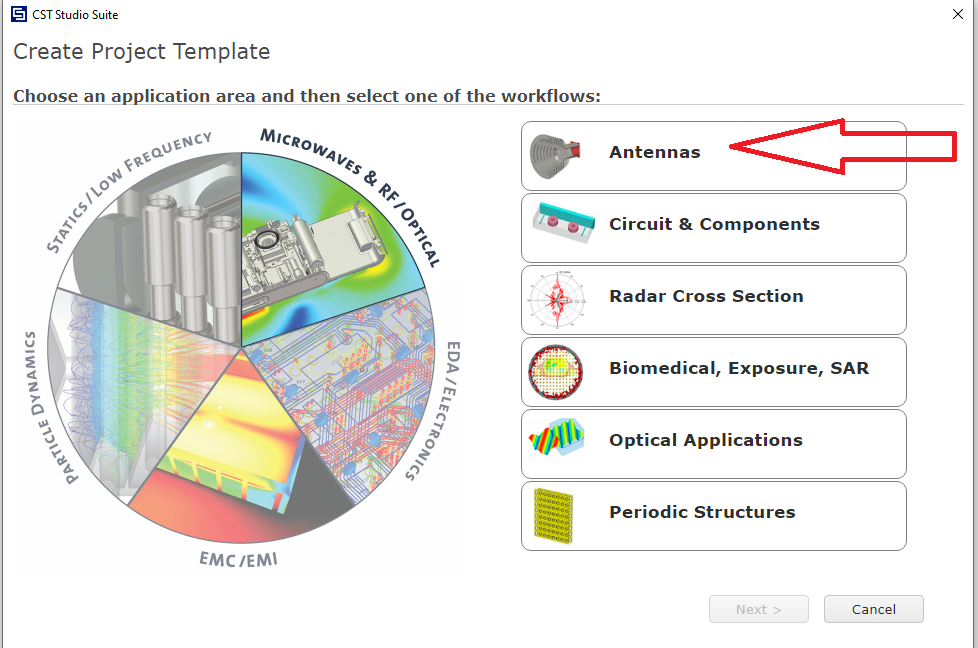 CST Studio Suite
Create Project Template
Choose an application area and then select one of the workflows:
STATICS / LOW FREQUENCY
MICROWAVES & RF / OPTICAL
EDA / ELECTRONICS
EMC / EMI
PARTICLE DYNAMICS
Antennas
Circuit & Components
Radar Cross Section
Biomedical, Exposure, SAR
Optical Applications
Periodic Structures
Next >
Cancel